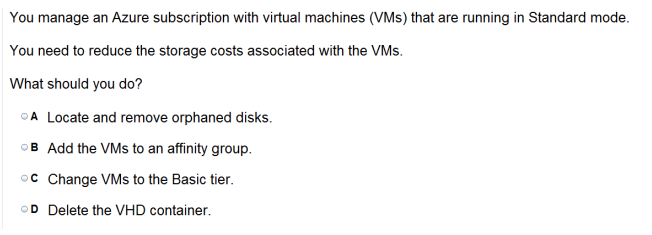 You manage an Azure subscription with virtual machines (VMs) that are running in Standard mode.
You need to reduce the storage costs associated with the VMs.
What should you do?
A Locate and remove orphaned disks.
B Add the VMs to an affinity group.
C Change VMs to the Basic tier.
D Delete the VHD container.